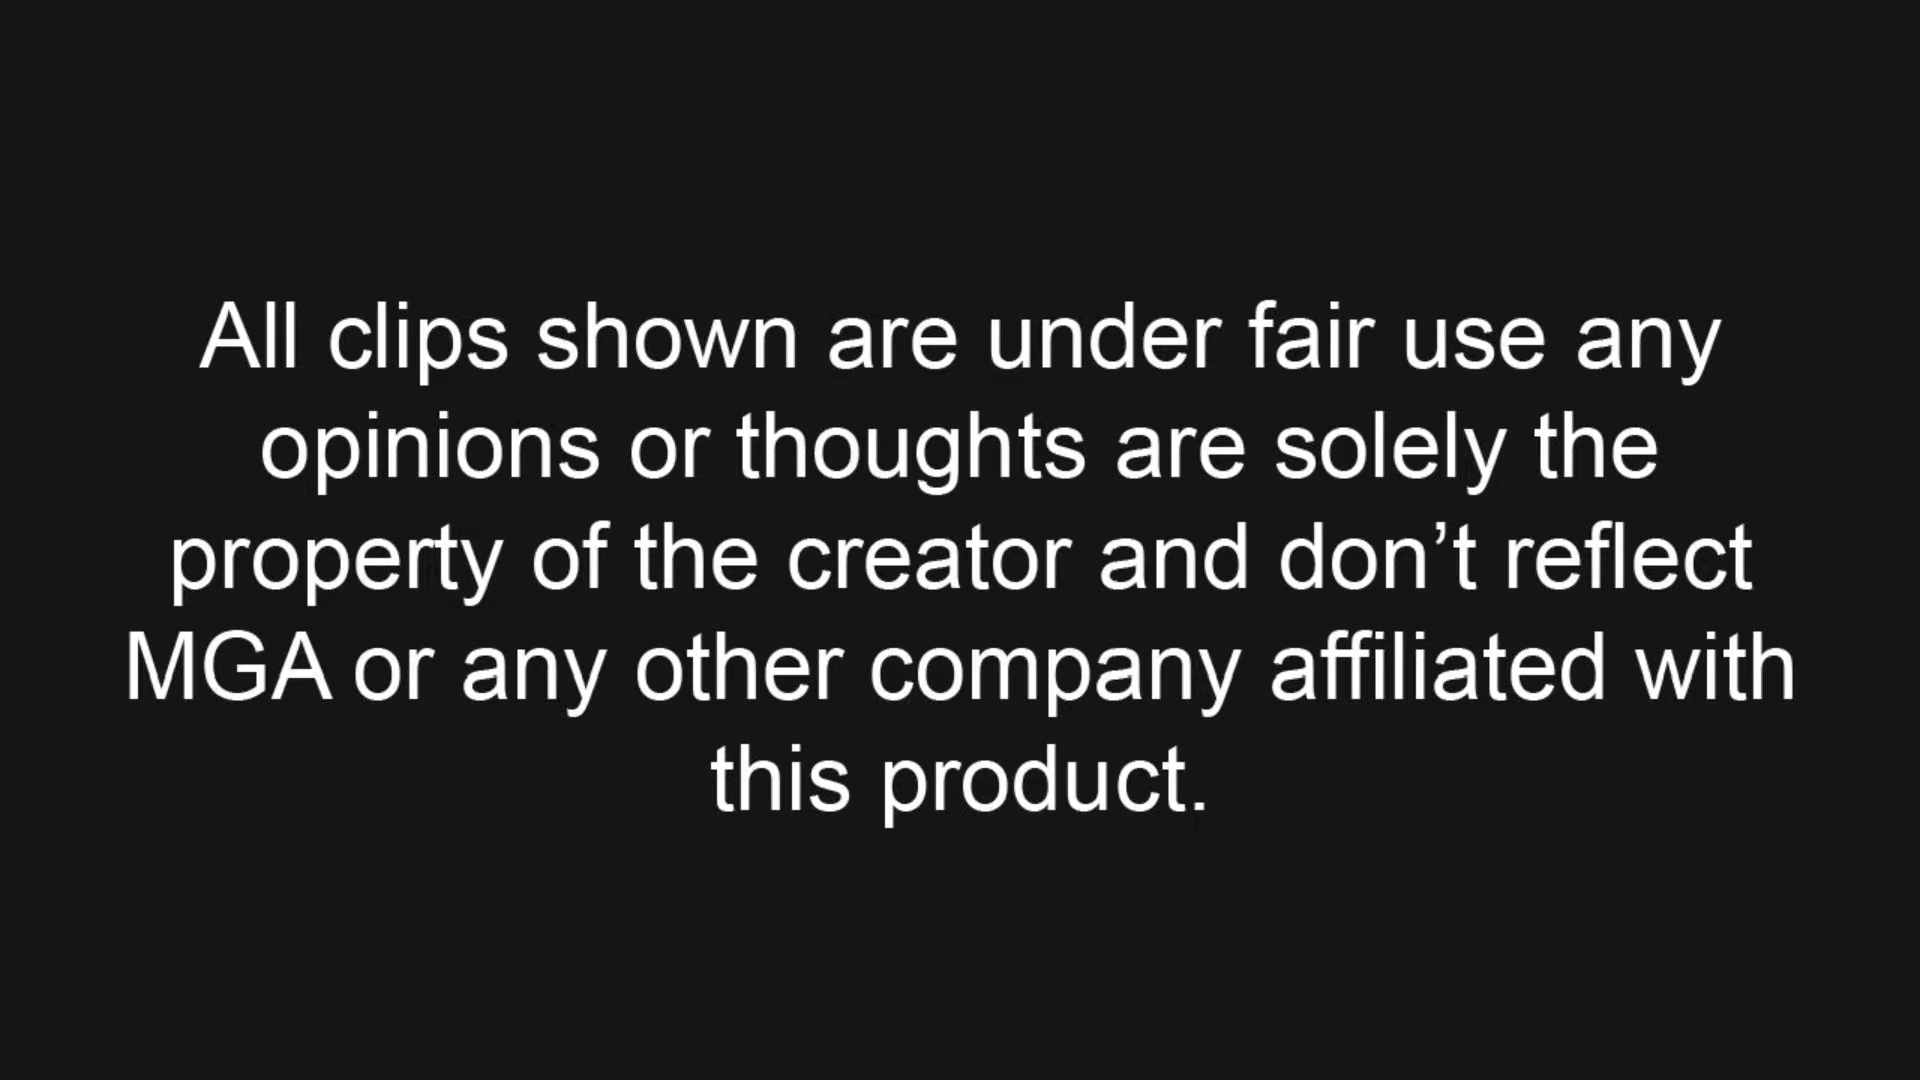 All clips shown are under fair use any
opinions or thoughts are solely the
property of the creator and don’t reflect
MGA or any other company affiliated with
this product.